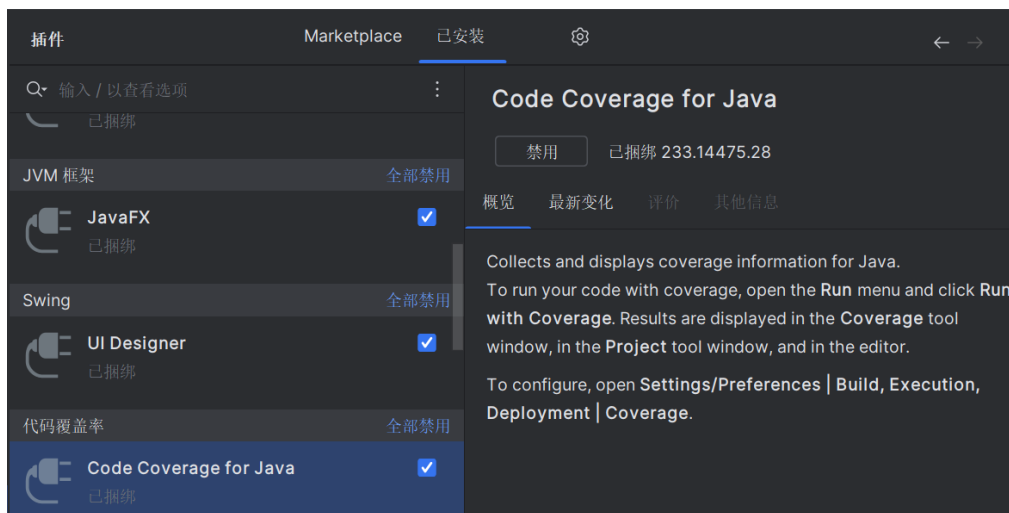 插件
Marketplace
已安装
输入 / 以查看选项
已捆绑
JVM 框架
全部禁用
JavaFX
已捆绑
Swing
全部禁用
UI Designer
已捆绑
代码覆盖率
全部禁用
Code Coverage for Java
已捆绑
Code Coverage for Java
禁用
已捆绑 233.14475.28
概览
最新变化
评价
其他信息
Collects and displays coverage information for Java.
To run your code with coverage, open the Run menu and click Run
with Coverage. Results are displayed in the Coverage tool
window, in the Project tool window, and in the editor.
To configure, open Settings/Preferences | Build, Execution,
Deployment | Coverage.